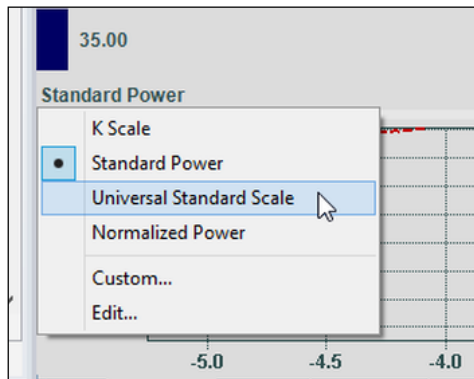 35.00
Standard Power
K Scale
Standard Power
Universal Standard Scale
Normalized Power
Custom...
Edit...
-5.0 -4.5 -4.0